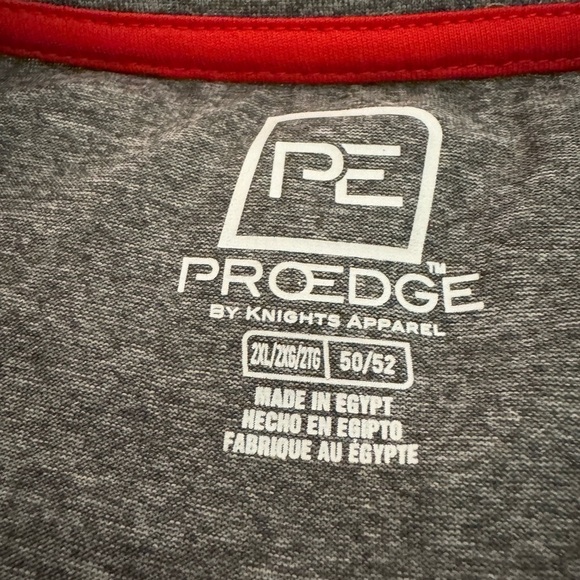 PE
PROEDGE™
BY KNIGHTS APPAREL
2XL/2XG/2TG 50/52
MADE IN EGYPT
HECHO EN EGIPTO
FABRIQUE AU ÉGYPTE